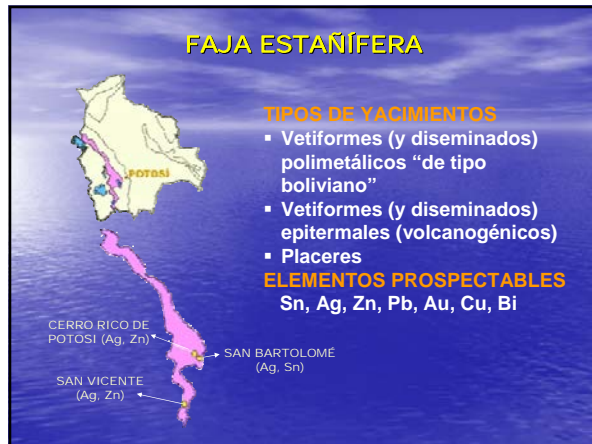 FAJA ESTAÑÍFERA
POTOSÍ
TIPOS DE YACIMIENTOS
▪ Vetiformes (y diseminados)
polimetálicos “de tipo
boliviano”
▪ Vetiformes (y diseminados)
epitermales (volcanogénicos)
▪ Placeres
ELEMENTOS PROSPECTABLES
Sn, Ag, Zn, Pb, Au, Cu, Bi
CERRO RICO DE
POTOSI (Ag, Zn)
SAN BARTOLOMÉ
(Ag, Sn)
SAN VICENTE
(Ag, Zn)